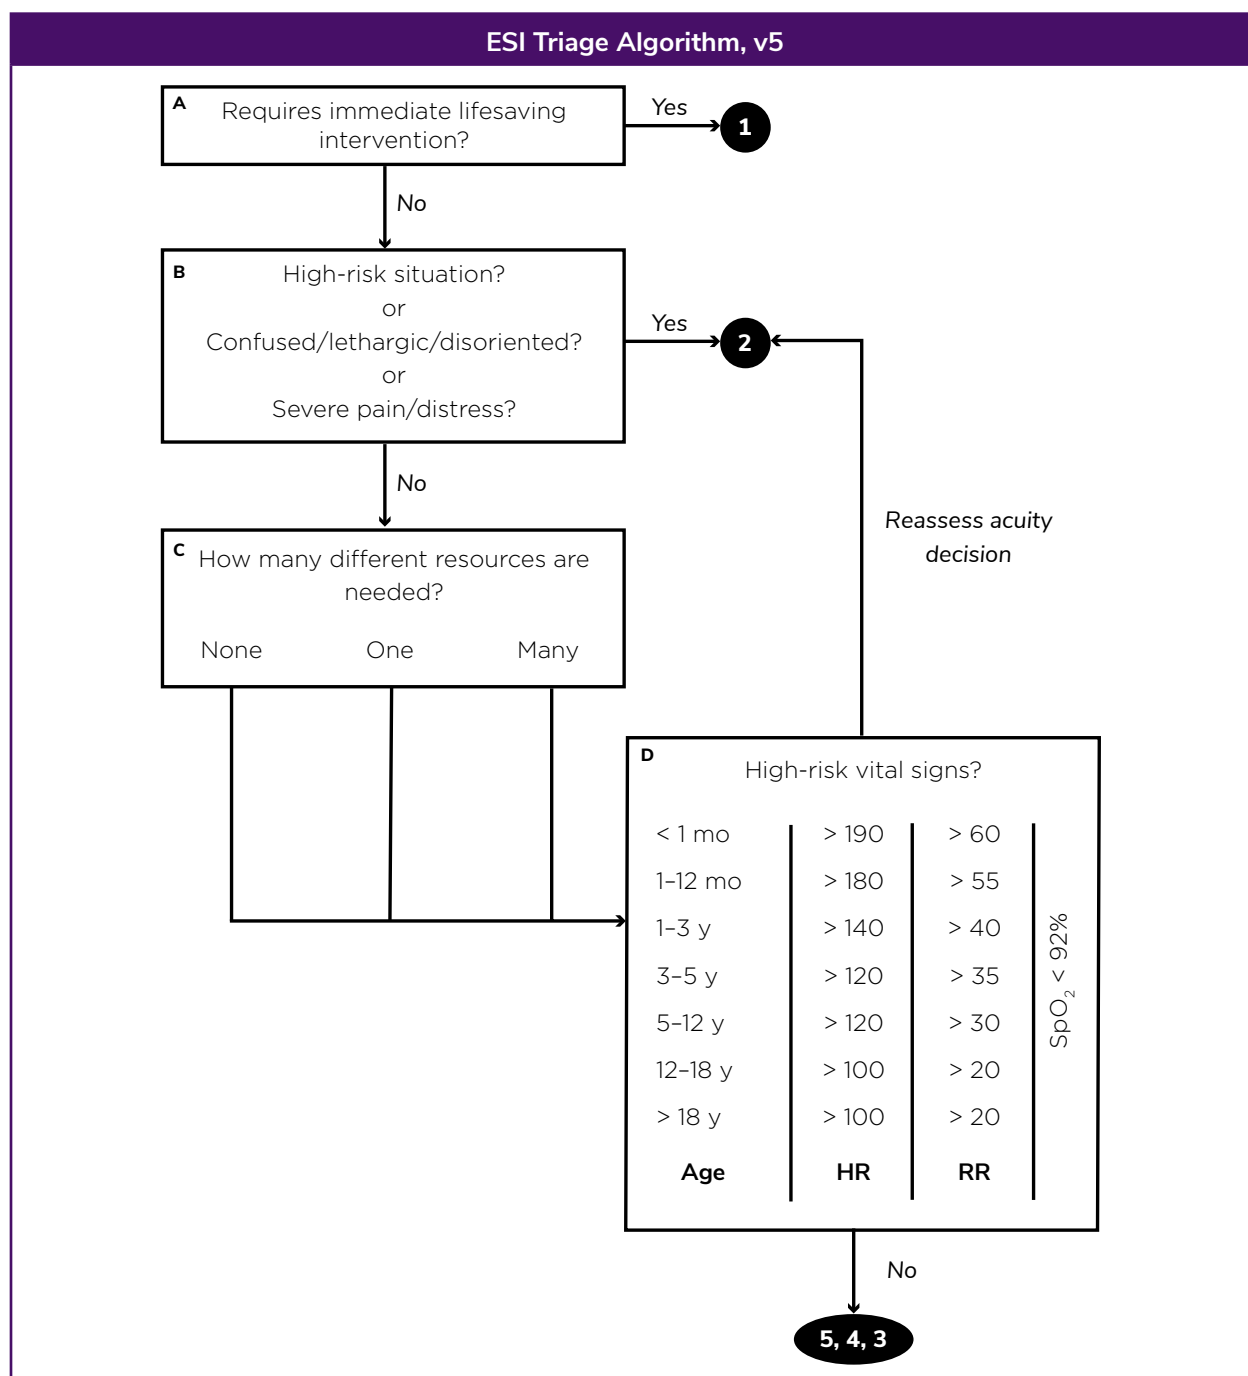 ESI Triage Algorithm, v5
A
Requires immediate lifesaving
intervention?
Yes
1
No
B
High-risk situation?
or
Confused/lethargic/disoriented?
or
Severe pain/distress?
Yes
2
No
Reassess acuity
decision
C
How many different resources are
needed?
None One Many
D
High-risk vital signs?
< 1 mo > 190 > 60
1–12 mo > 180 > 55
1–3 y > 140 > 40
3–5 y > 120 > 35
5–12 y > 120 > 30
12–18 y > 100 > 20
> 18 y > 100 > 20
Age HR RR
SpO₂ < 92%
No
5, 4, 3